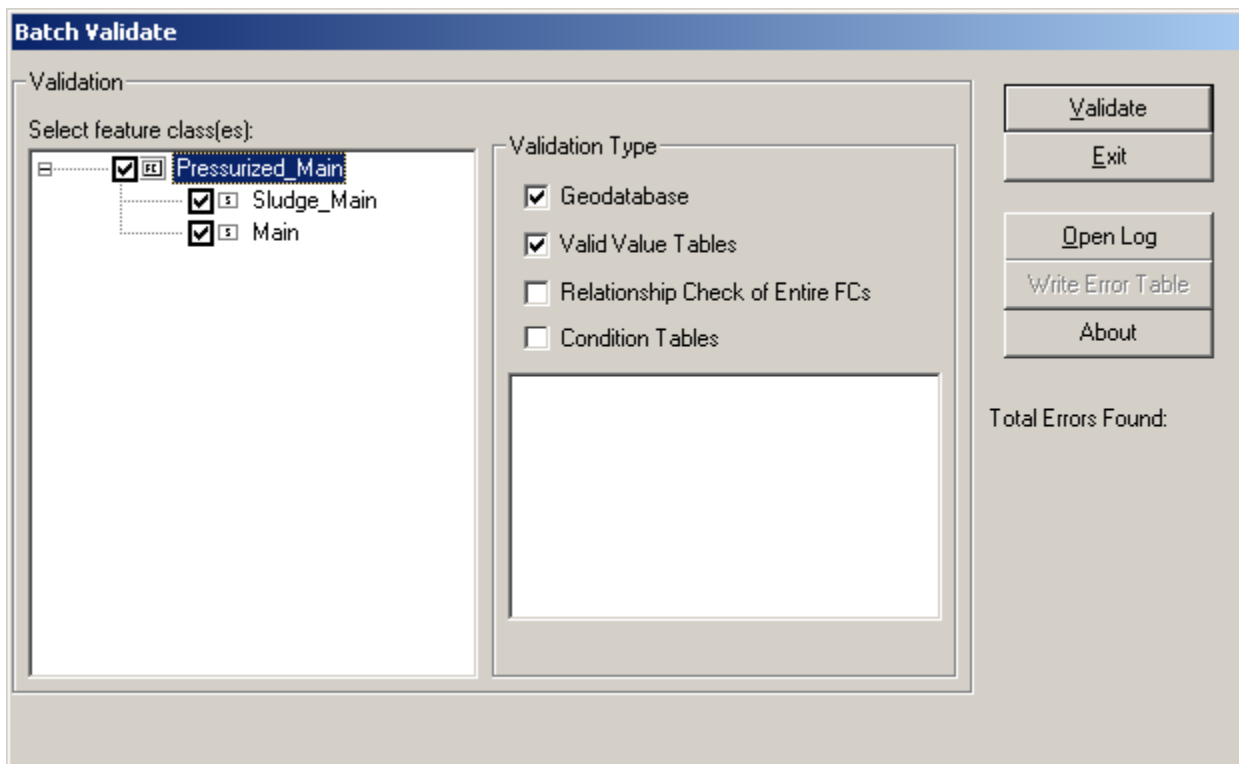 Batch Validate
Validation
Select feature class(es):
FC Pressurized_Main
S Sludge_Main
S Main
Validation Type
Geodatabase
Valid Value Tables
Relationship Check of Entire FCs
Condition Tables
Validate
Exit
Open Log
Write Error Table
About
Total Errors Found: